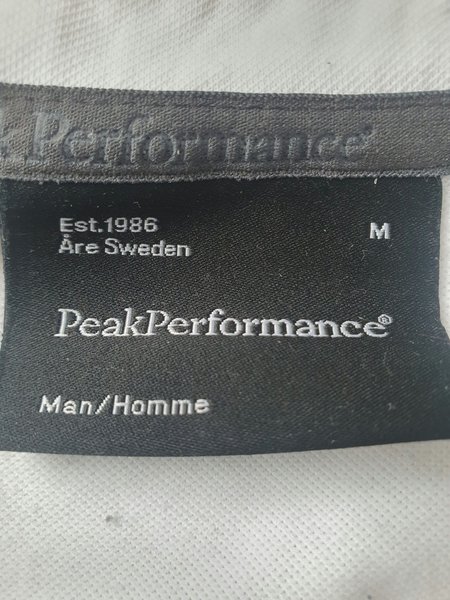 Performance
Est.1986
Åre Sweden
M
PeakPerformance®
Man/Homme